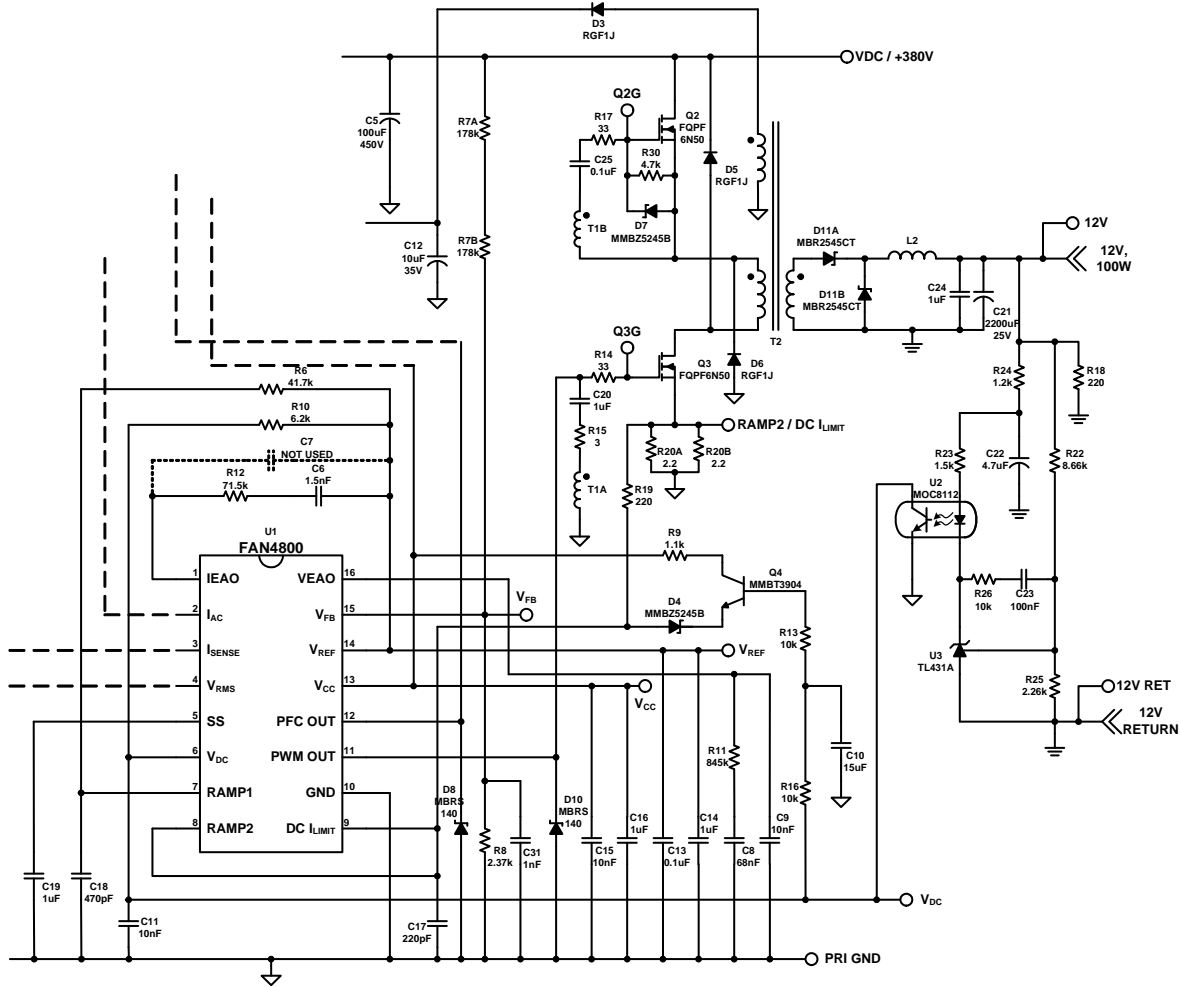 D3
RGF1J
VDC / +380V
Q2G
C5
100uF
450V
R7A
178k
R17
33
Q2
FQPF
6N50
C25
0.1uF
R30
4.7k
D5
RGF1J
T1B
D7
MMBZ5245B
C12
10uF
35V
R7B
178k
D11A
MBR2545CT
L2
12V
12V,
100W
D11B
MBR2545CT
C24
1uF
C21
2200uF
25V
T2
Q3G
R14
33
Q3
FQPF6N50
D6
RGF1J
R6
41.7k
C20
1uF
R24
1.2k
R18
220
R10
6.2k
R15
3
RAMP2 / DC ILIMIT
C7
NOT USED
R20A
2.2
R20B
2.2
R23
1.5k
C22
4.7uF
R22
8.66k
R12
71.5k
C6
1.5nF
T1A
R19
220
U2
MOC8112
U1
FAN4800
R9
1.1k
1 IEAO VEAO 16
Q4
MMBT3904
R26
10k
C23
100nF
2 IAC VFB 15
VFB
D4
MMBZ5245B
3 ISENSE VREF 14
VREF
R13
10k
U3
TL431A
4 VRMS VCC 13
VCC
R25
2.26k
12V RET
5 SS PFC OUT 12
12V
RETURN
6 VDC PWM OUT 11
R11
845k
C10
15uF
7 RAMP1 GND 10
D8
MBRS
140
D10
MBRS
140
R16
10k
8 RAMP2 DC ILIMIT 9
R8
2.37k
C31
1nF
C15
10nF
C16
1uF
C13
0.1uF
C14
1uF
C8
68nF
C9
10nF
C19
1uF
C18
470pF
C11
10nF
C17
220pF
VDC
PRI GND